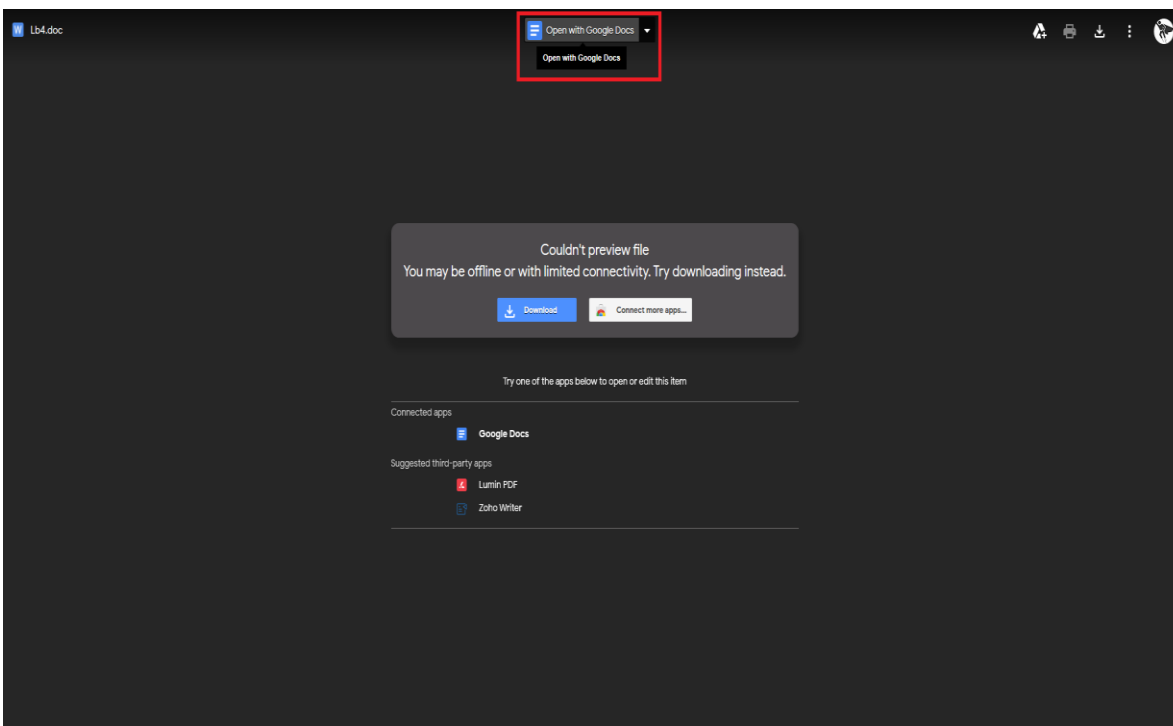 W Lb4.doc
Open with Google Docs
Open with Google Docs
Couldn't preview file
You may be offline or with limited connectivity. Try downloading instead.
Download
Connect more apps...
Try one of the apps below to open or edit this item
Connected apps
Google Docs
Suggested third-party apps
Lumin PDF
Zoho Writer